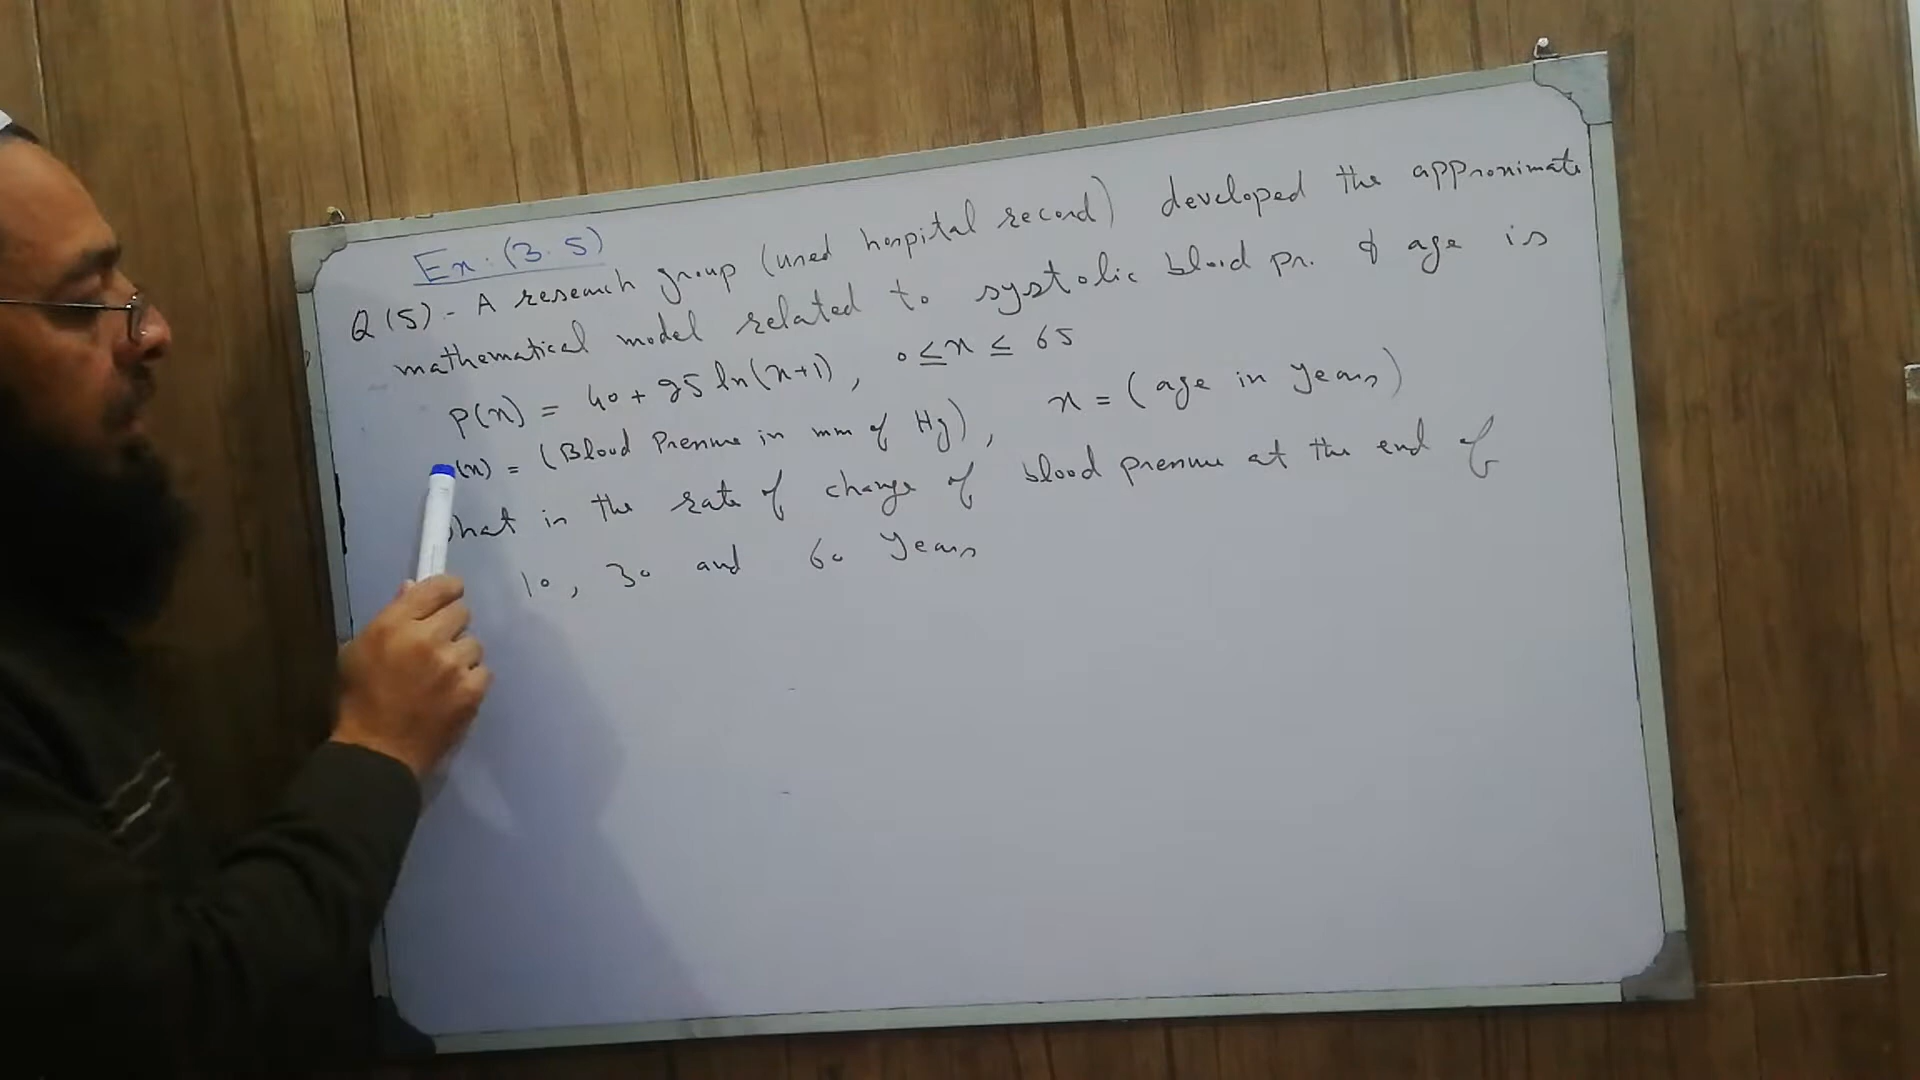 Ex: (3.5)
Q(5)- A research group (used hospital record) developed the approximate
mathematical model related to systolic blood pr. & age is
P(x) = 40 + 25 ln(x+1), 0 ≤ x ≤ 65
(x) = (Blood Pressure in mm of Hg), x = (age in years)
hat is the rate of change of blood pressure at the end of
10, 30 and 60 years